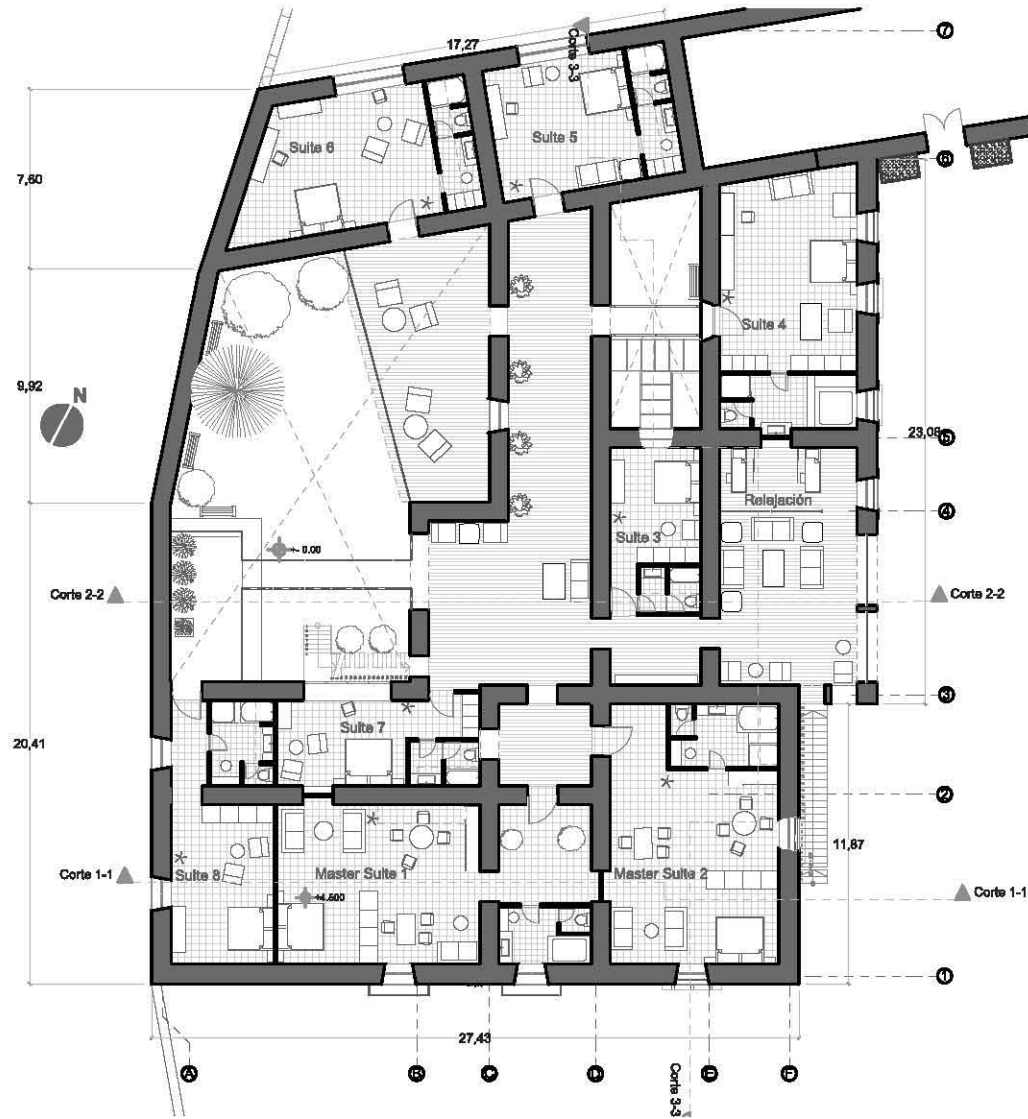 17,27
Corte 3-3
7
Suite 6
Suite 5
6
7,60
Suite 4
9,92
N
23,08
5
Relajación
4
Suite 3
+- 0.00
Corte 2-2
Corte 2-2
3
Suite 7
20,41
2
11,87
Suite 8
Master Suite 1
Master Suite 2
Corte 1-1
+4.500
Corte 1-1
1
27,43
A
B
C
D
E
F
Corte 3-3